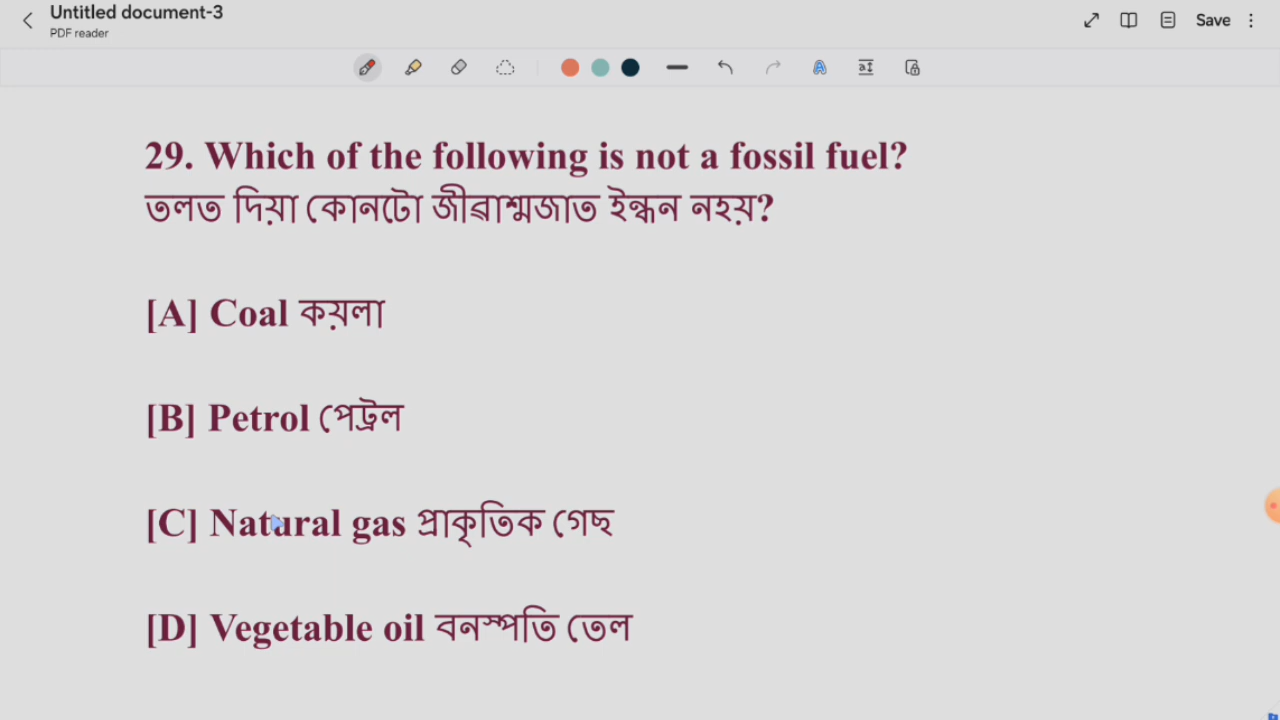 Untitled document-3
PDF reader
Save
29. Which of the following is not a fossil fuel?
তলত দিয়া কোনটো জীৱাশ্মজাত ইন্ধন নহয়?
[A] Coal কয়লা
[B] Petrol পেট্ৰল
[C] Natural gas প্ৰাকৃতিক গেছ
[D] Vegetable oil বনস্পতি তেল